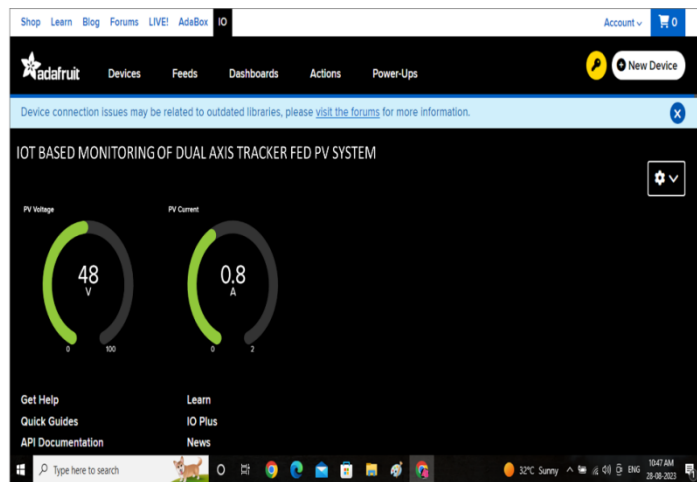 Shop Learn Blog Forums LIVE! AdaBox IO Account 0
adafruit Devices Feeds Dashboards Actions Power-Ups New Device
Device connection issues may be related to outdated libraries, please visit the forums for more information. X
IOT BASED MONITORING OF DUAL AXIS TRACKER FED PV SYSTEM
PV Voltage PV Current
48 0.8
V A
0 100 0 2
Get Help Learn
Quick Guides IO Plus
API Documentation News
Type here to search 32°C Sunny ENG 10:47 AM
28-08-2023